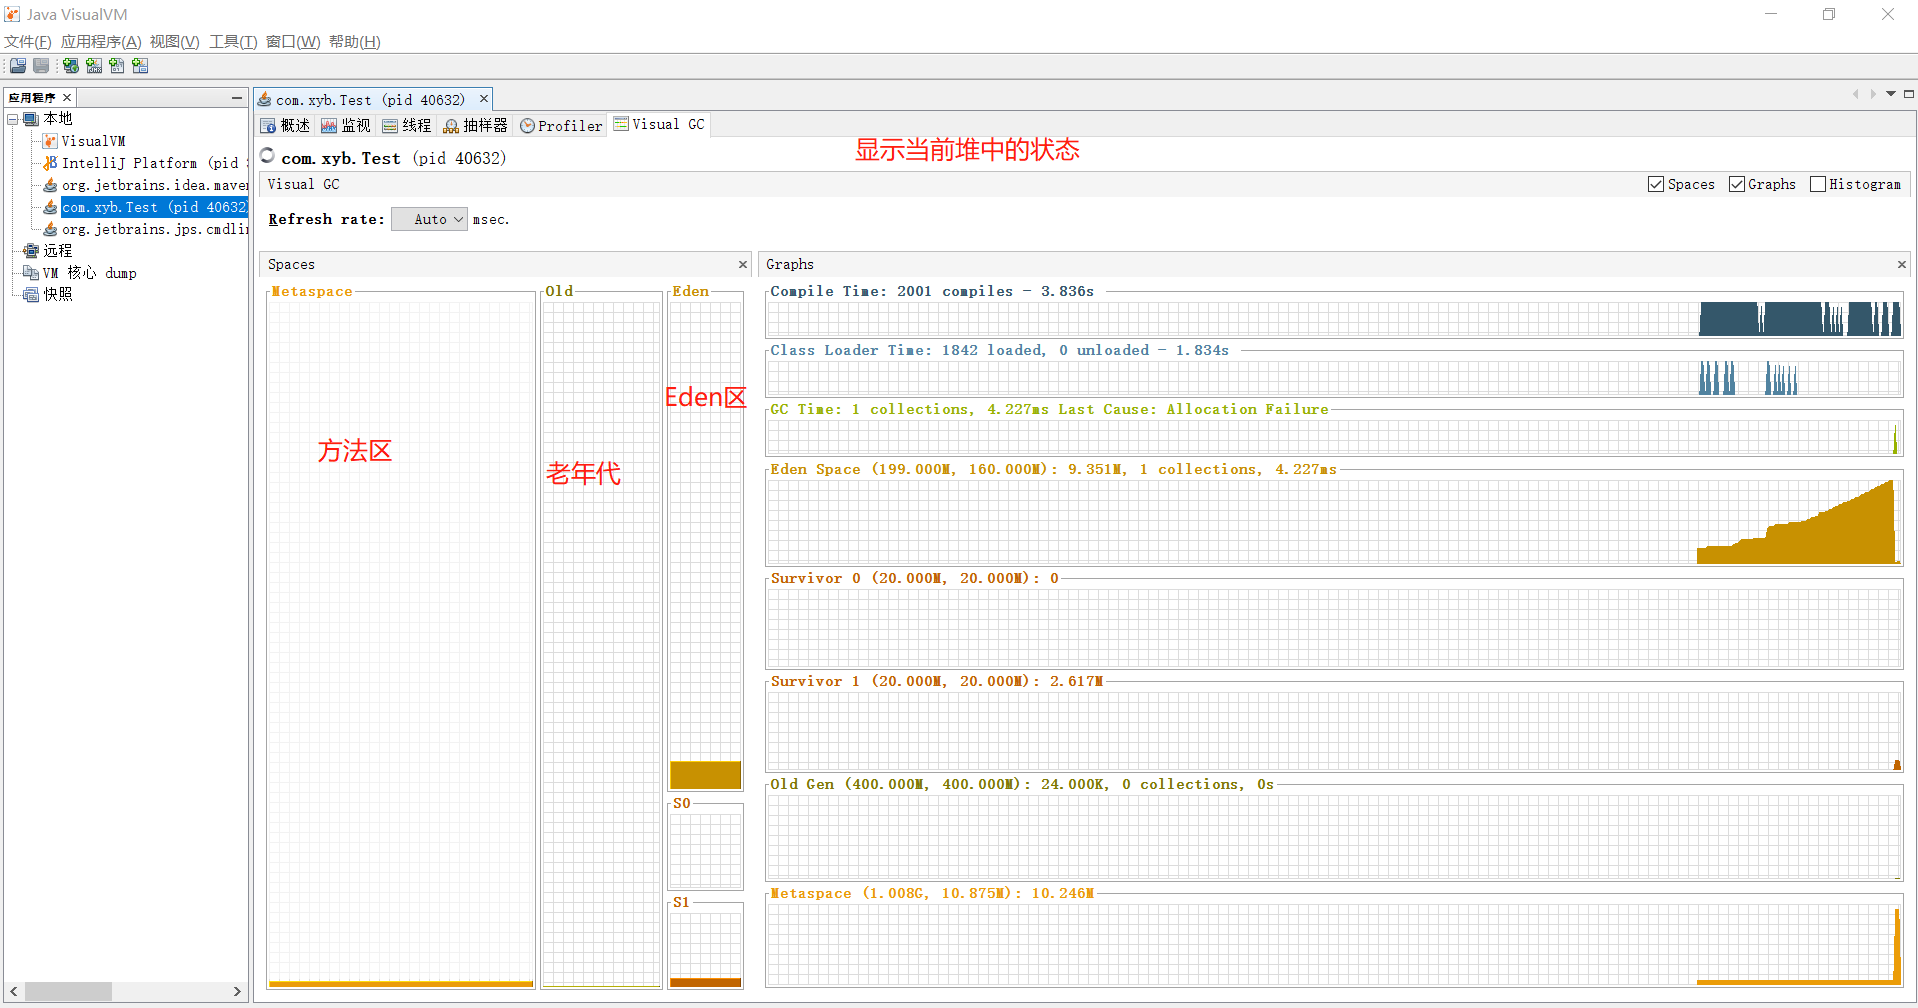 Java VisualVM
文件(F) 应用程序(A) 视图(V) 工具(T) 窗口(W) 帮助(H)
应用程序
本地
VisualVM
IntelliJ Platform (pid
org.jetbrains.idea.maven
com.xyb.Test (pid 40632)
org.jetbrains.jps.cmdlin
远程
VM 核心 dump
快照
com.xyb.Test (pid 40632)
概述 监视 线程 抽样器 Profiler Visual GC
com.xyb.Test (pid 40632)
显示当前堆中的状态
Visual GC
Spaces Graphs Histogram
Refresh rate: Auto msec.
Spaces
Metaspace
方法区
Old
老年代
Eden
Eden区
S0
S1
Graphs
Compile Time: 2001 compiles - 3.836s
Class Loader Time: 1842 loaded, 0 unloaded - 1.834s
GC Time: 1 collections, 4.227ms Last Cause: Allocation Failure
Eden Space (199.000M, 160.000M): 9.351M, 1 collections, 4.227ms
Survivor 0 (20.000M, 20.000M): 0
Survivor 1 (20.000M, 20.000M): 2.617M
Old Gen (400.000M, 400.000M): 24.000K, 0 collections, 0s
Metaspace (1.008G, 10.875M): 10.246M